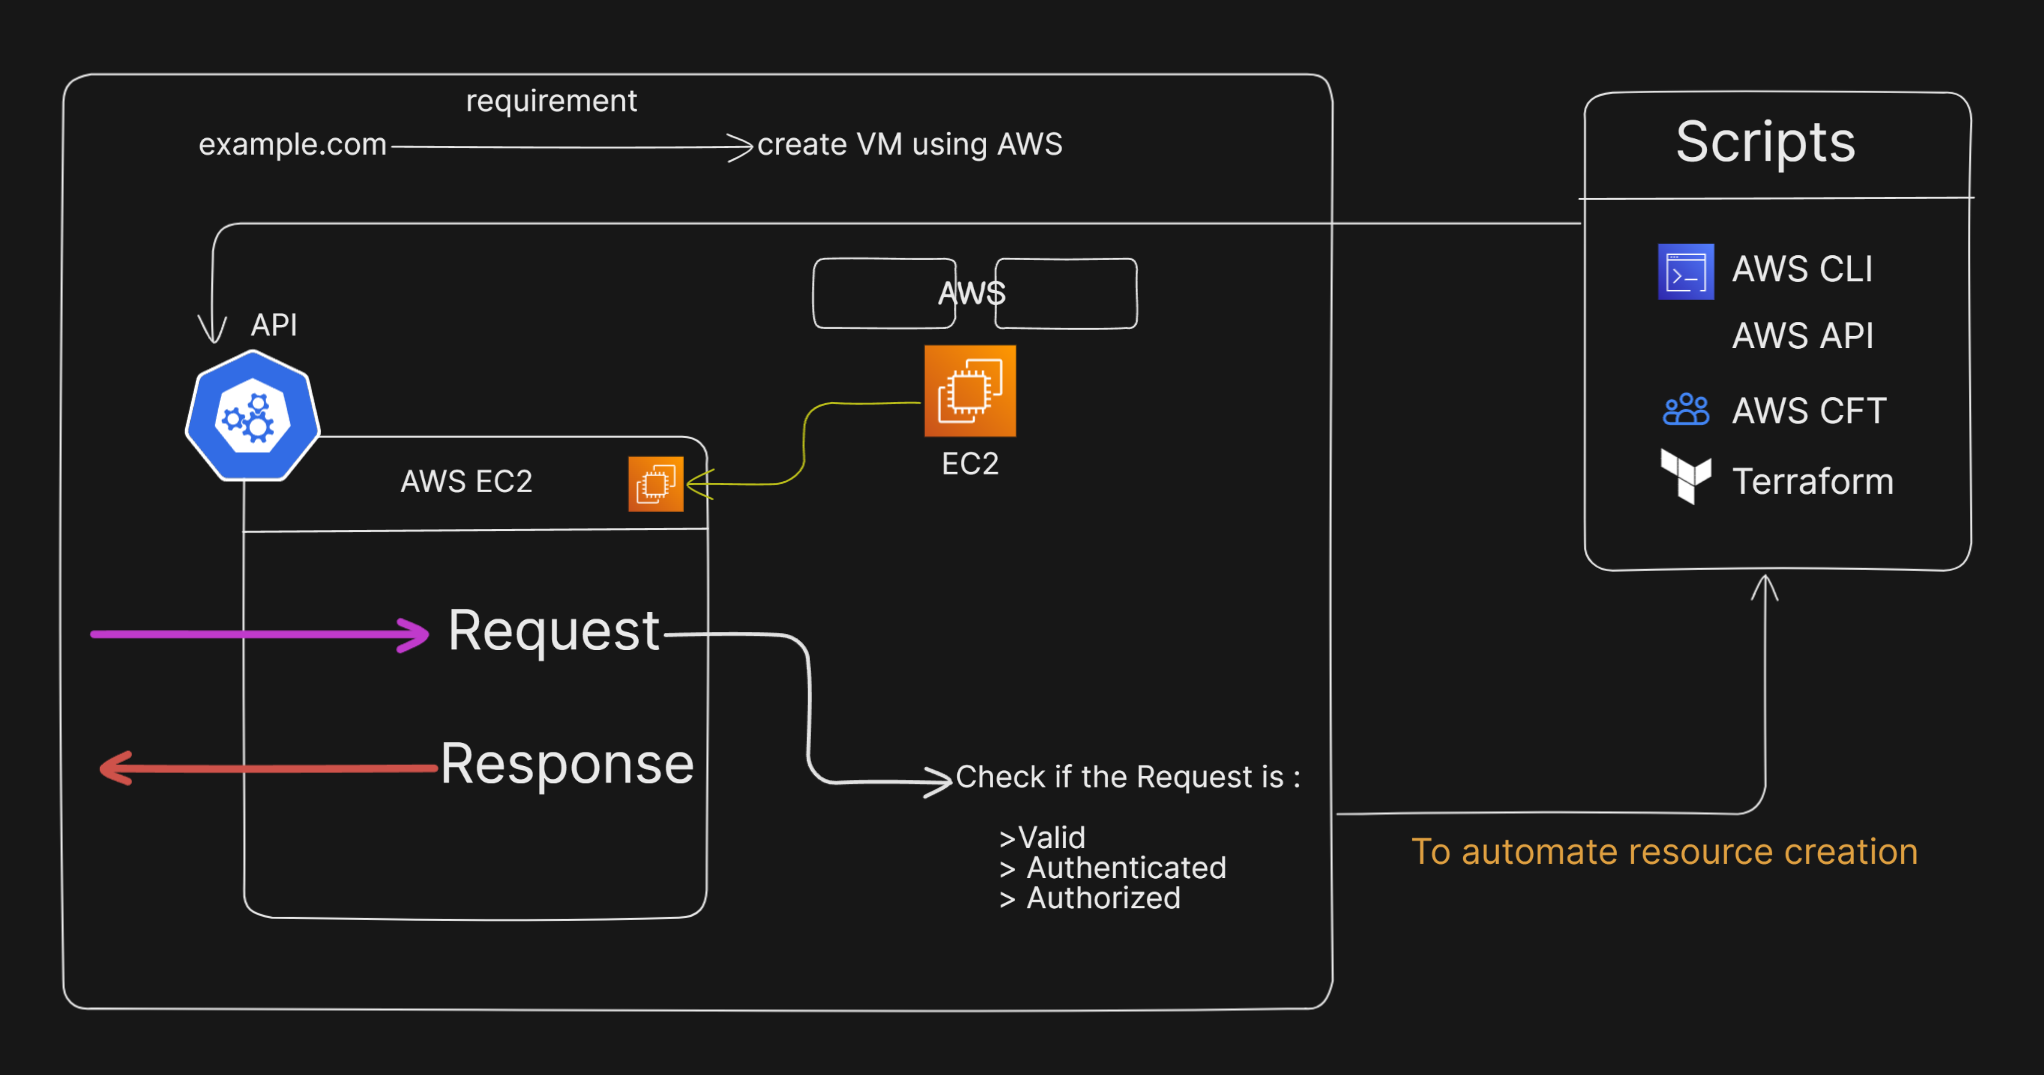 requirement
example.com
create VM using AWS
Scripts
AWS CLI
AWS API
AWS CFT
Terraform
API
AWS
EC2
AWS EC2
Request
Response
Check if the Request is :
>Valid
> Authenticated
> Authorized
To automate resource creation